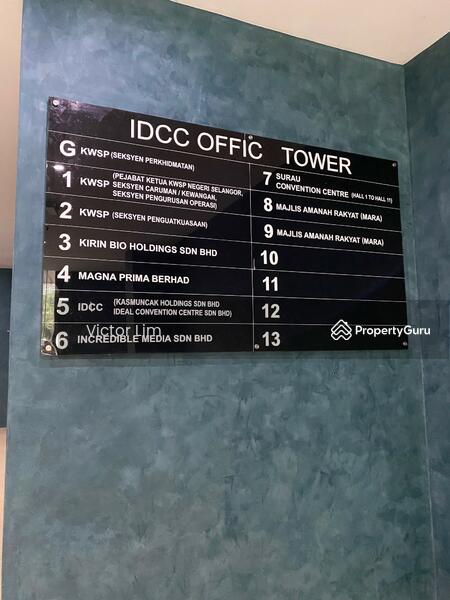 IDCC OFFIC TOWER
G KWSP (SEKSYEN PERKHIDMATAN)
1 KWSP (PEJABAT KETUA KWSP NEGERI SELANGOR,
SEKSYEN CARUMAN / KEWANGAN,
SEKSYEN PENGURUSAN OPERASI)
2 KWSP (SEKSYEN PENGUATKUASAAN)
3 KIRIN BIO HOLDINGS SDN BHD
4 MAGNA PRIMA BERHAD
5 IDCC (KASMUNCAK HOLDINGS SDN BHD
IDEAL CONVENTION CENTRE SDN BHD)
6 INCREDIBLE MEDIA SDN BHD
7 SURAU
CONVENTION CENTRE (HALL 1 TO HALL 11)
8 MAJLIS AMANAH RAKYAT (MARA)
9 MAJLIS AMANAH RAKYAT (MARA)
10
11
12
13
Victor Lim
PropertyGuru